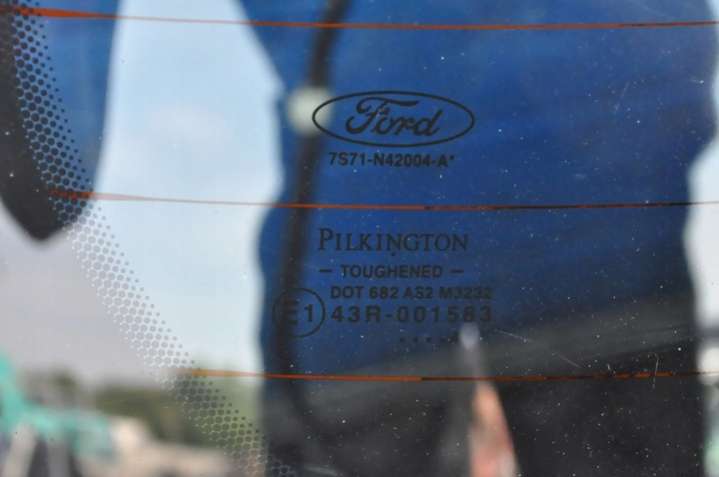 Ford
7S71-N42004-A*
PILKINGTON
– TOUGHENED –
DOT 682 AS2 M3232
E1 43R-001583